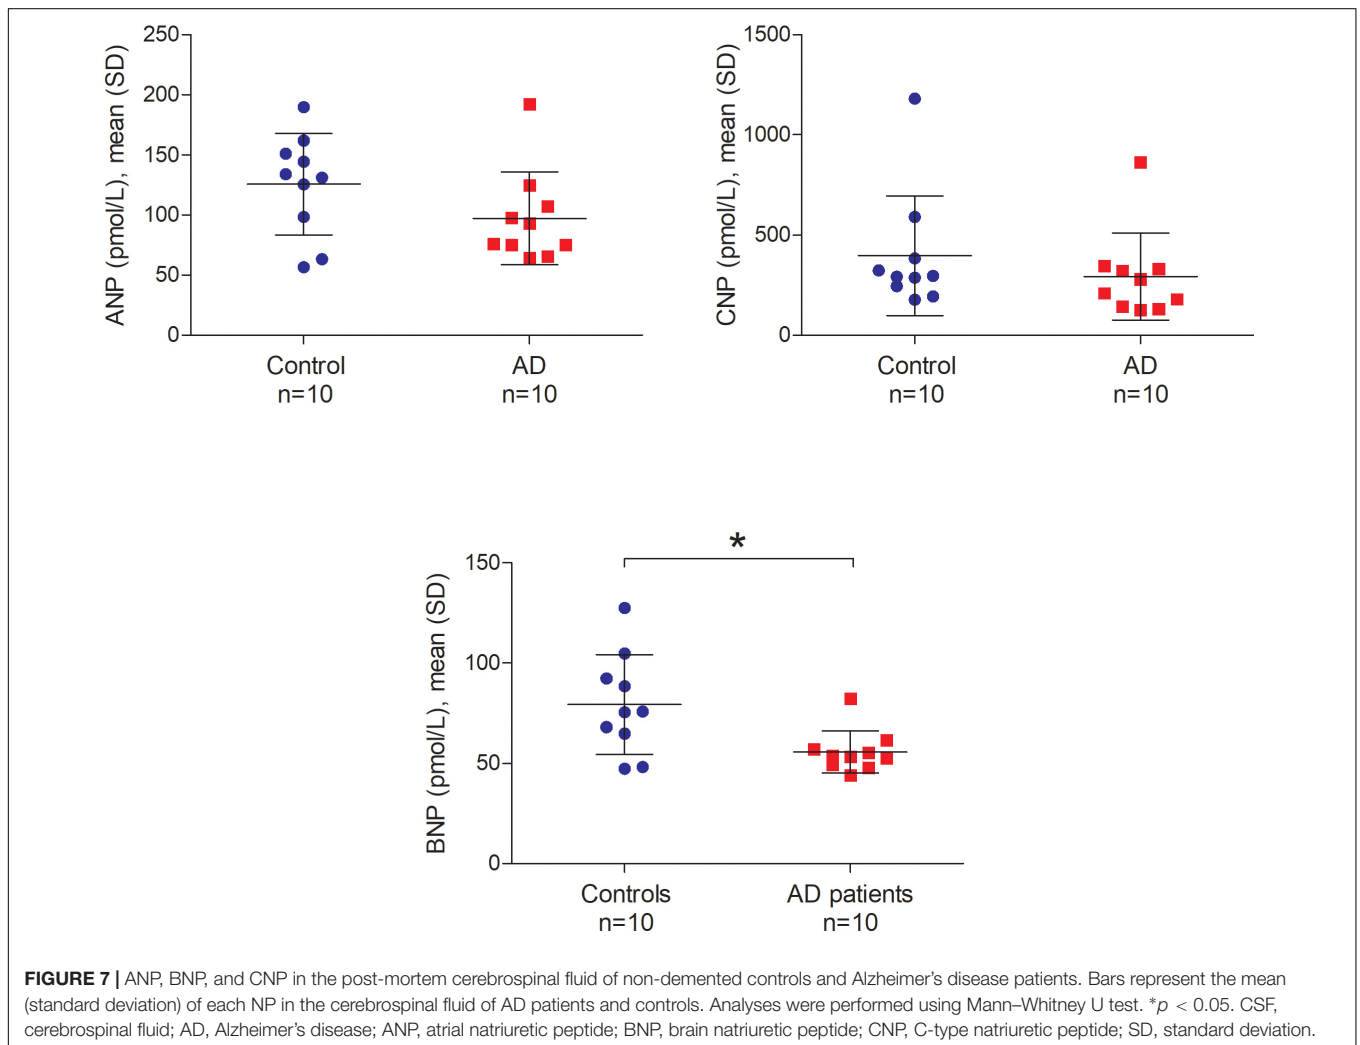 250
200
150
100
50
0
ANP (pmol/L), mean (SD)
Control
n=10
AD
n=10
1500
1000
500
0
CNP (pmol/L), mean (SD)
Control
n=10
AD
n=10
*
150
100
50
0
BNP (pmol/L), mean (SD)
Controls
n=10
AD patients
n=10
FIGURE 7 | ANP, BNP, and CNP in the post-mortem cerebrospinal fluid of non-demented controls and Alzheimer's disease patients. Bars represent the mean
(standard deviation) of each NP in the cerebrospinal fluid of AD patients and controls. Analyses were performed using Mann–Whitney U test. *p < 0.05. CSF,
cerebrospinal fluid; AD, Alzheimer's disease; ANP, atrial natriuretic peptide; BNP, brain natriuretic peptide; CNP, C-type natriuretic peptide; SD, standard deviation.